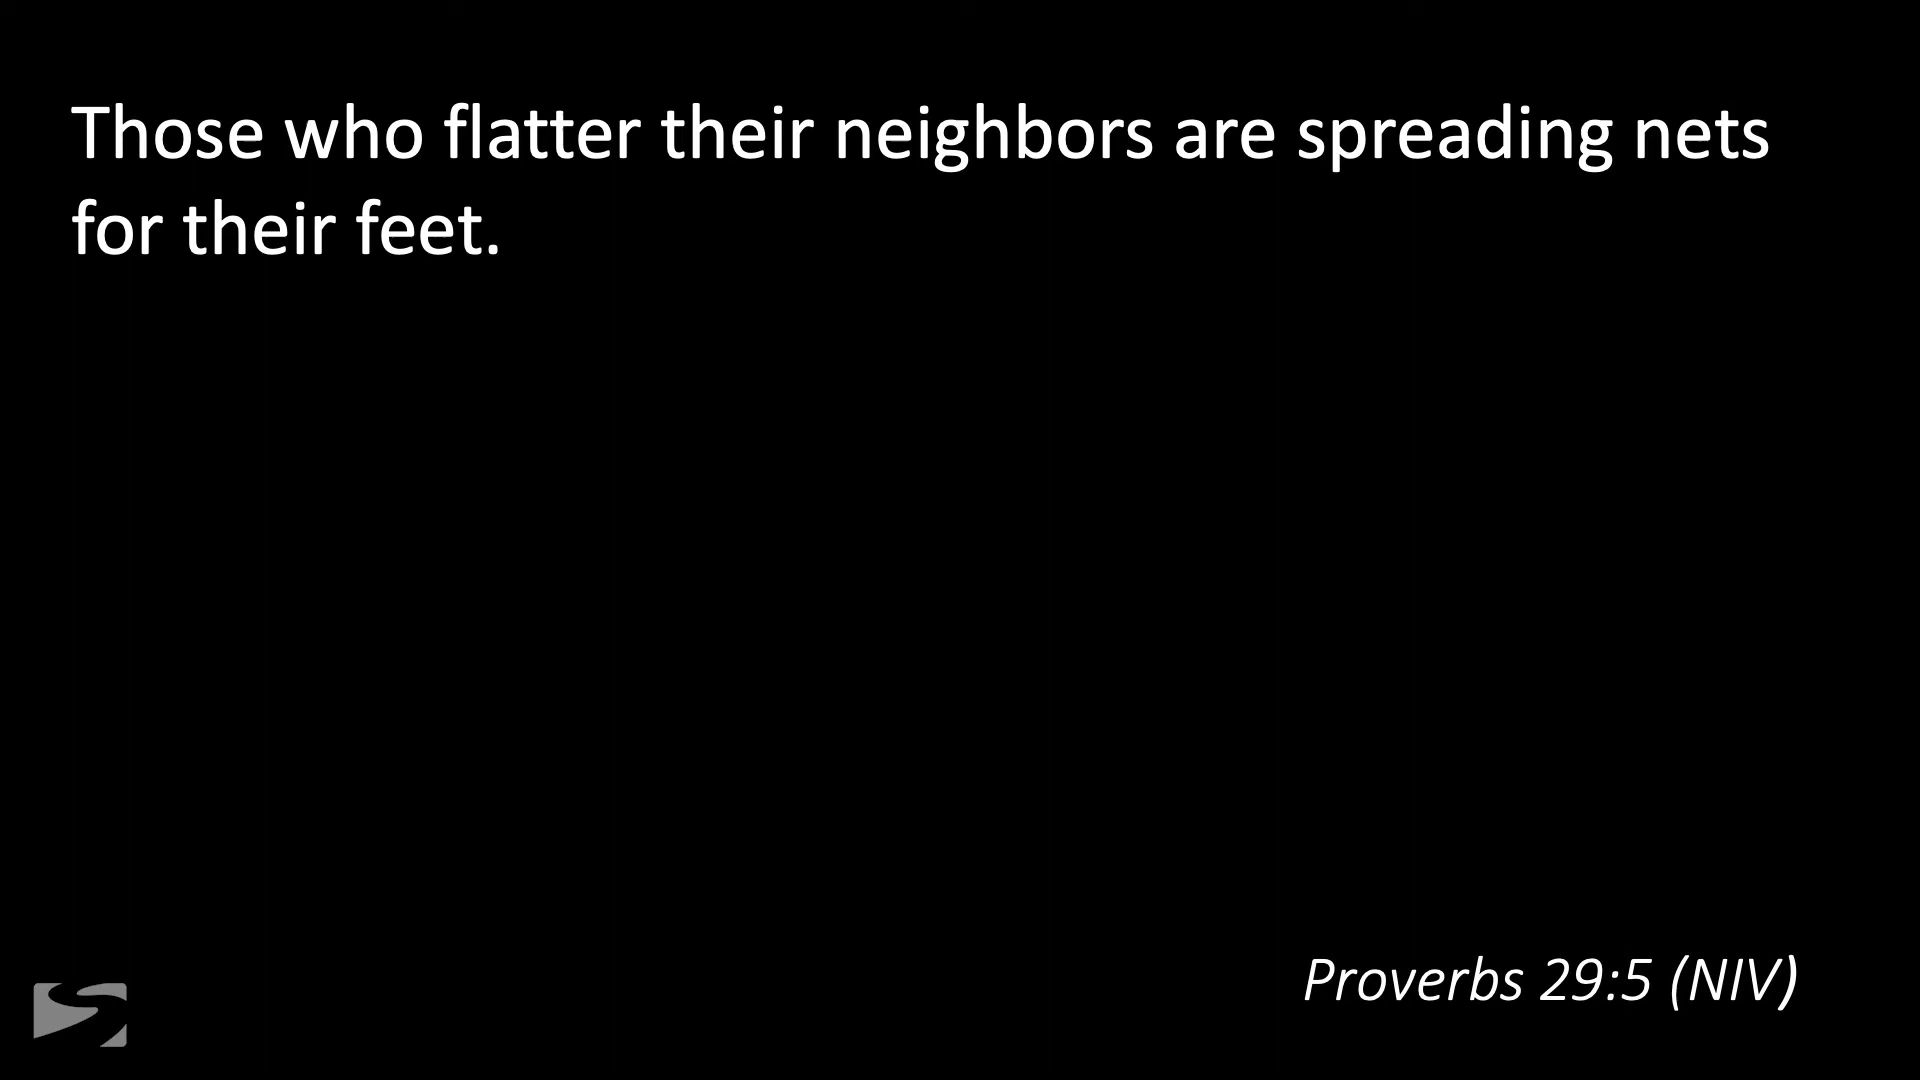 Those who flatter their neighbors are spreading nets
for their feet.
Proverbs 29:5 (NIV)